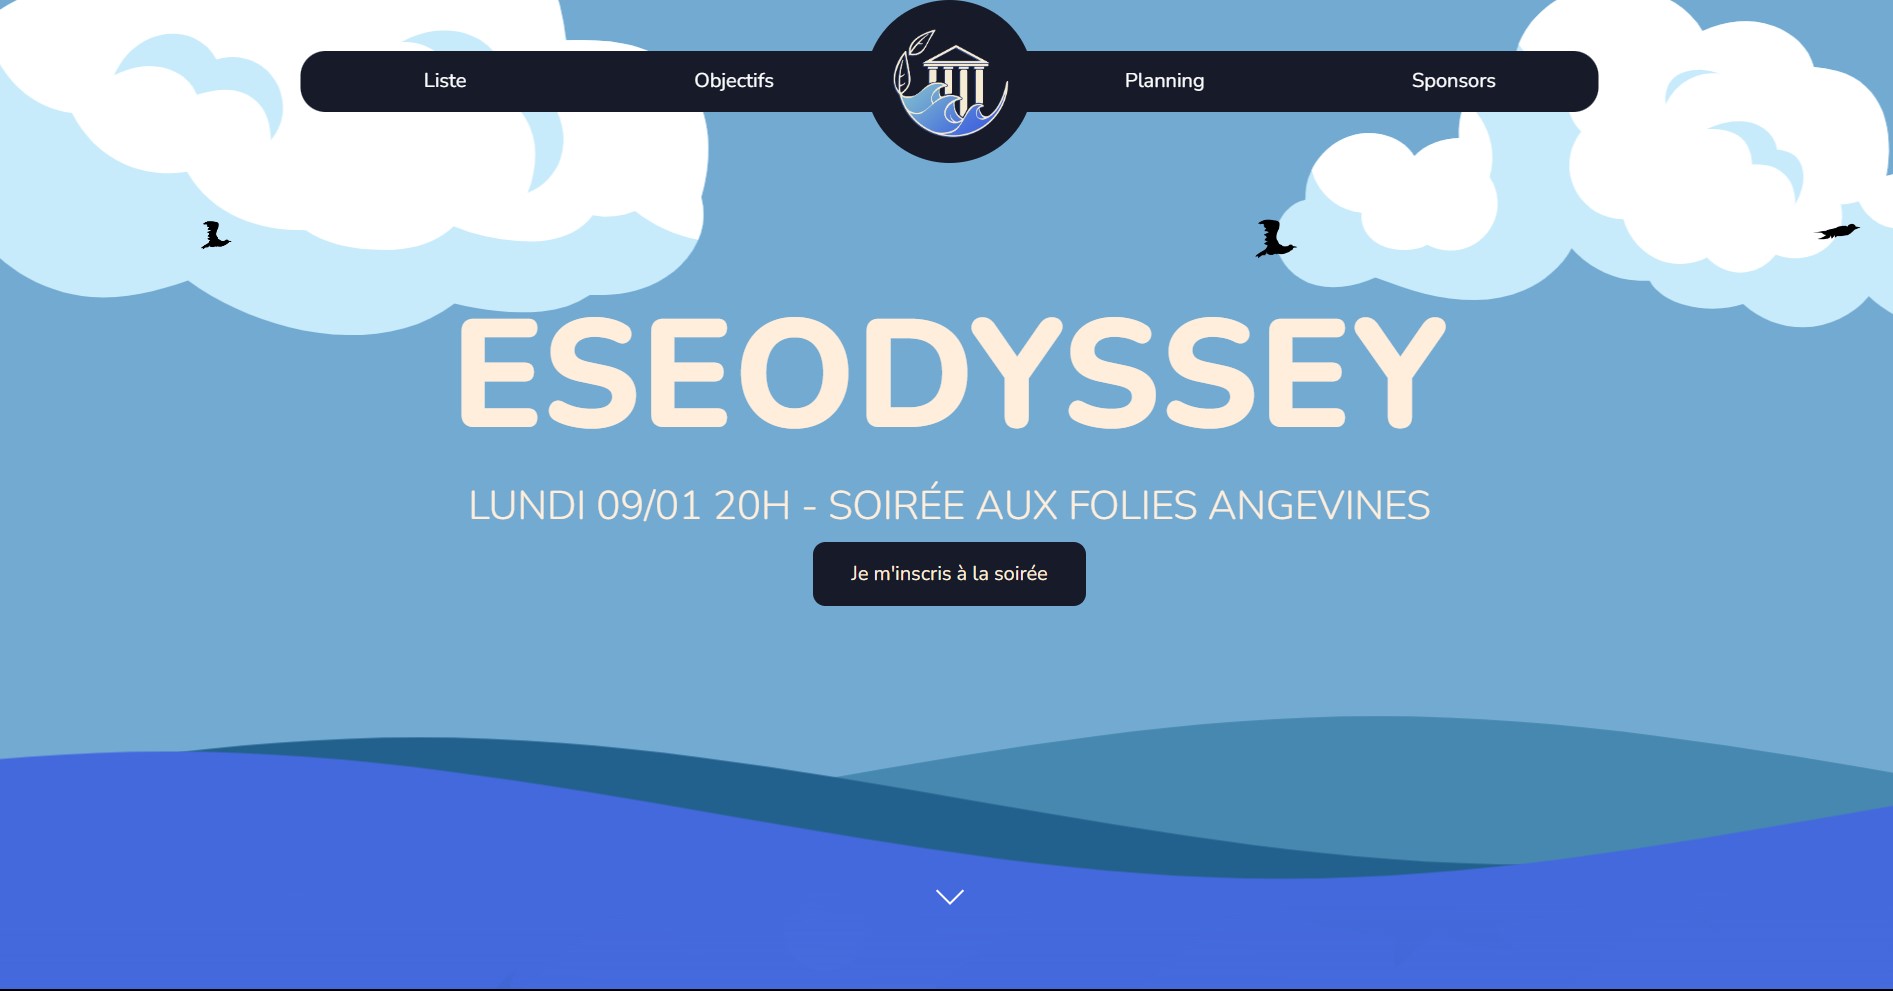 Liste
Objectifs
Planning
Sponsors
ESEODYSSEY
LUNDI 09/01 20H - SOIRÉE AUX FOLIES ANGEVINES
Je m'inscris à la soirée